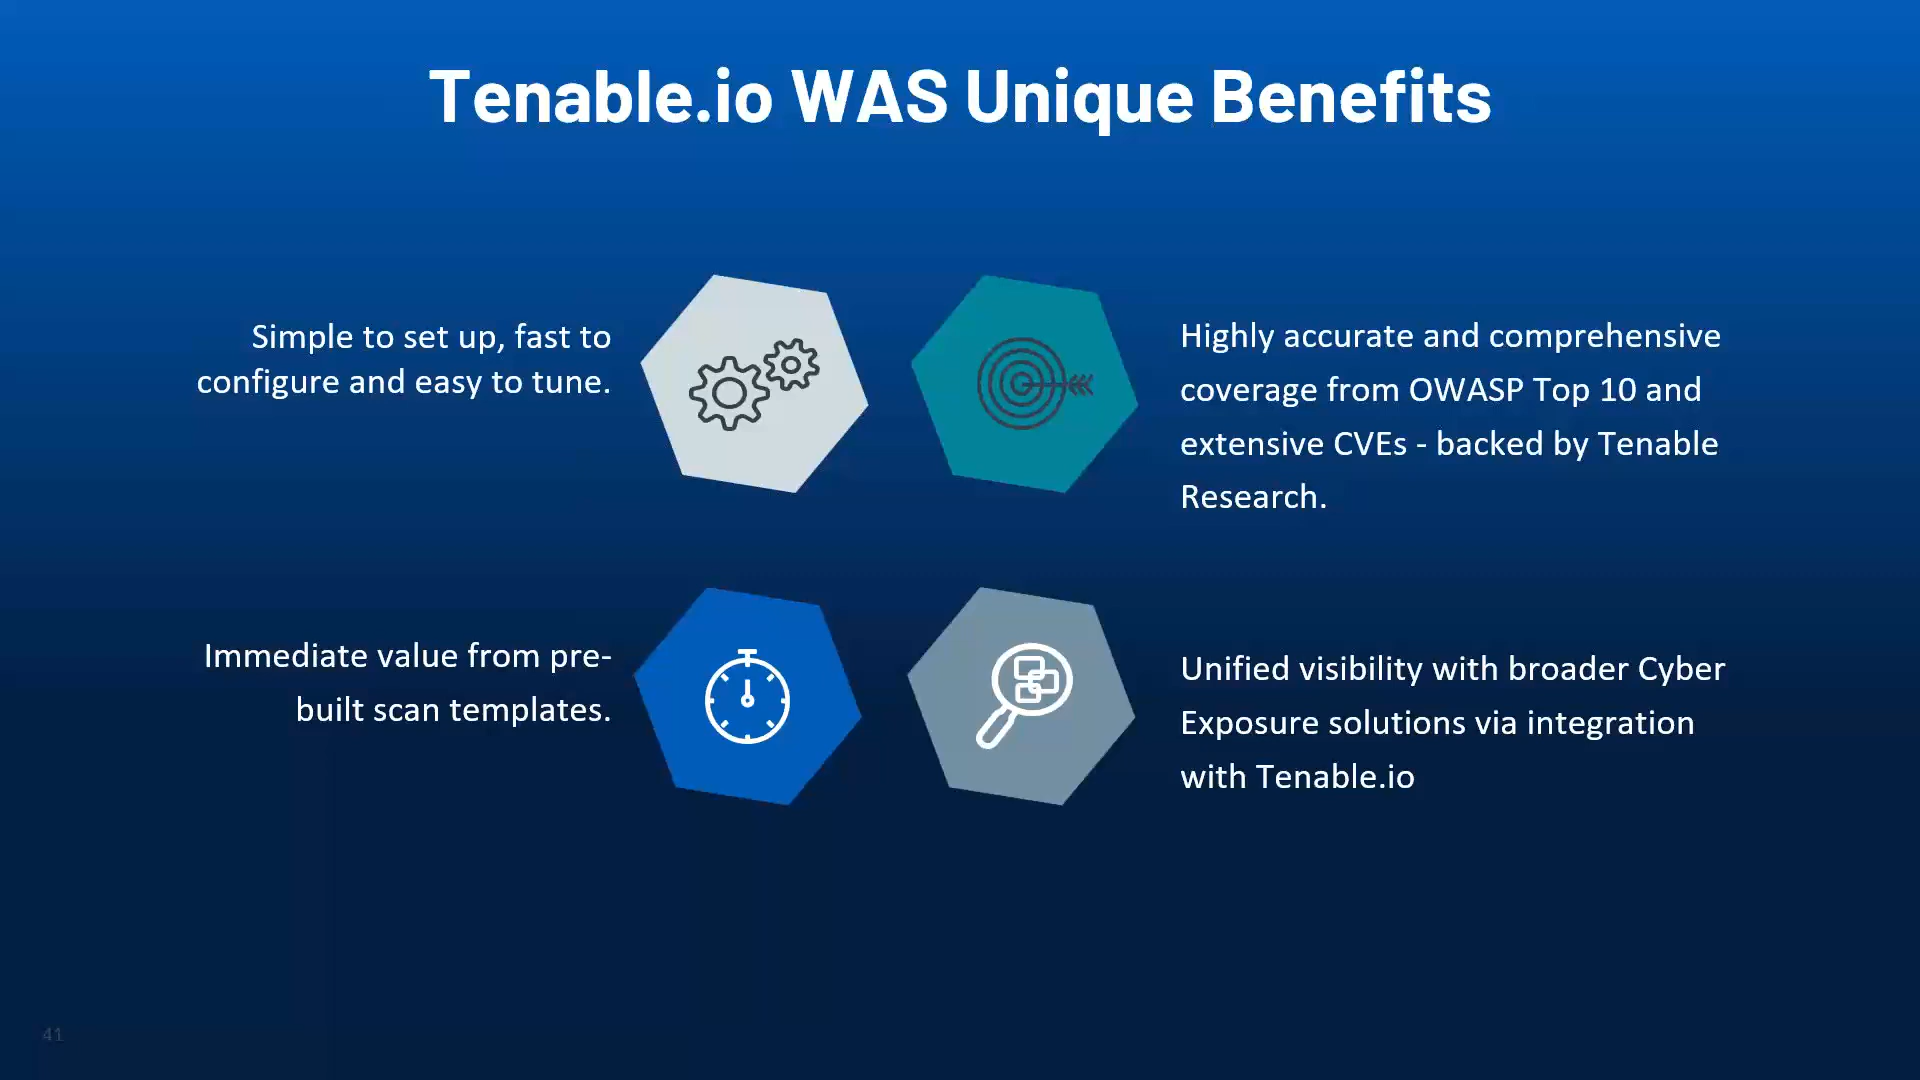 Tenable.io WAS Unique Benefits
Simple to set up, fast to
configure and easy to tune.
Highly accurate and comprehensive
coverage from OWASP Top 10 and
extensive CVEs - backed by Tenable
Research.
Immediate value from pre-
built scan templates.
Unified visibility with broader Cyber
Exposure solutions via integration
with Tenable.io
41